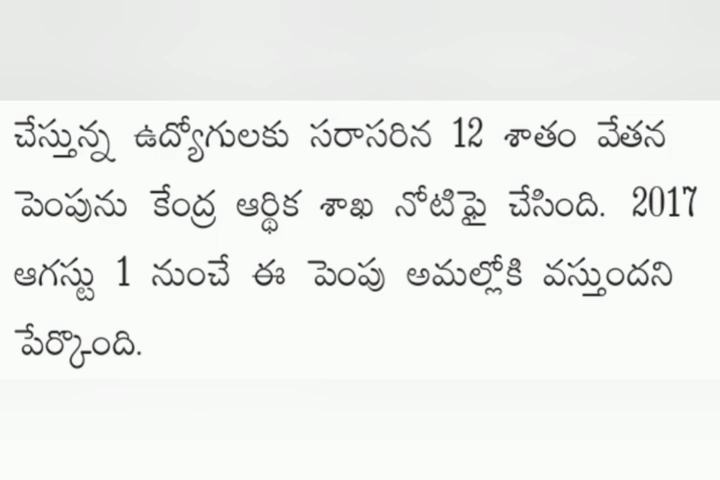 చేస్తున్న ఉద్యోగులకు సరాసరిన 12 శాతం వేతన
పెంపును కేంద్ర ఆర్థిక శాఖ నోటిఫై చేసింది. 2017
ఆగస్టు 1 నుంచే ఈ పెంపు అమల్లోకి వస్తుందని
పేర్కొంది.